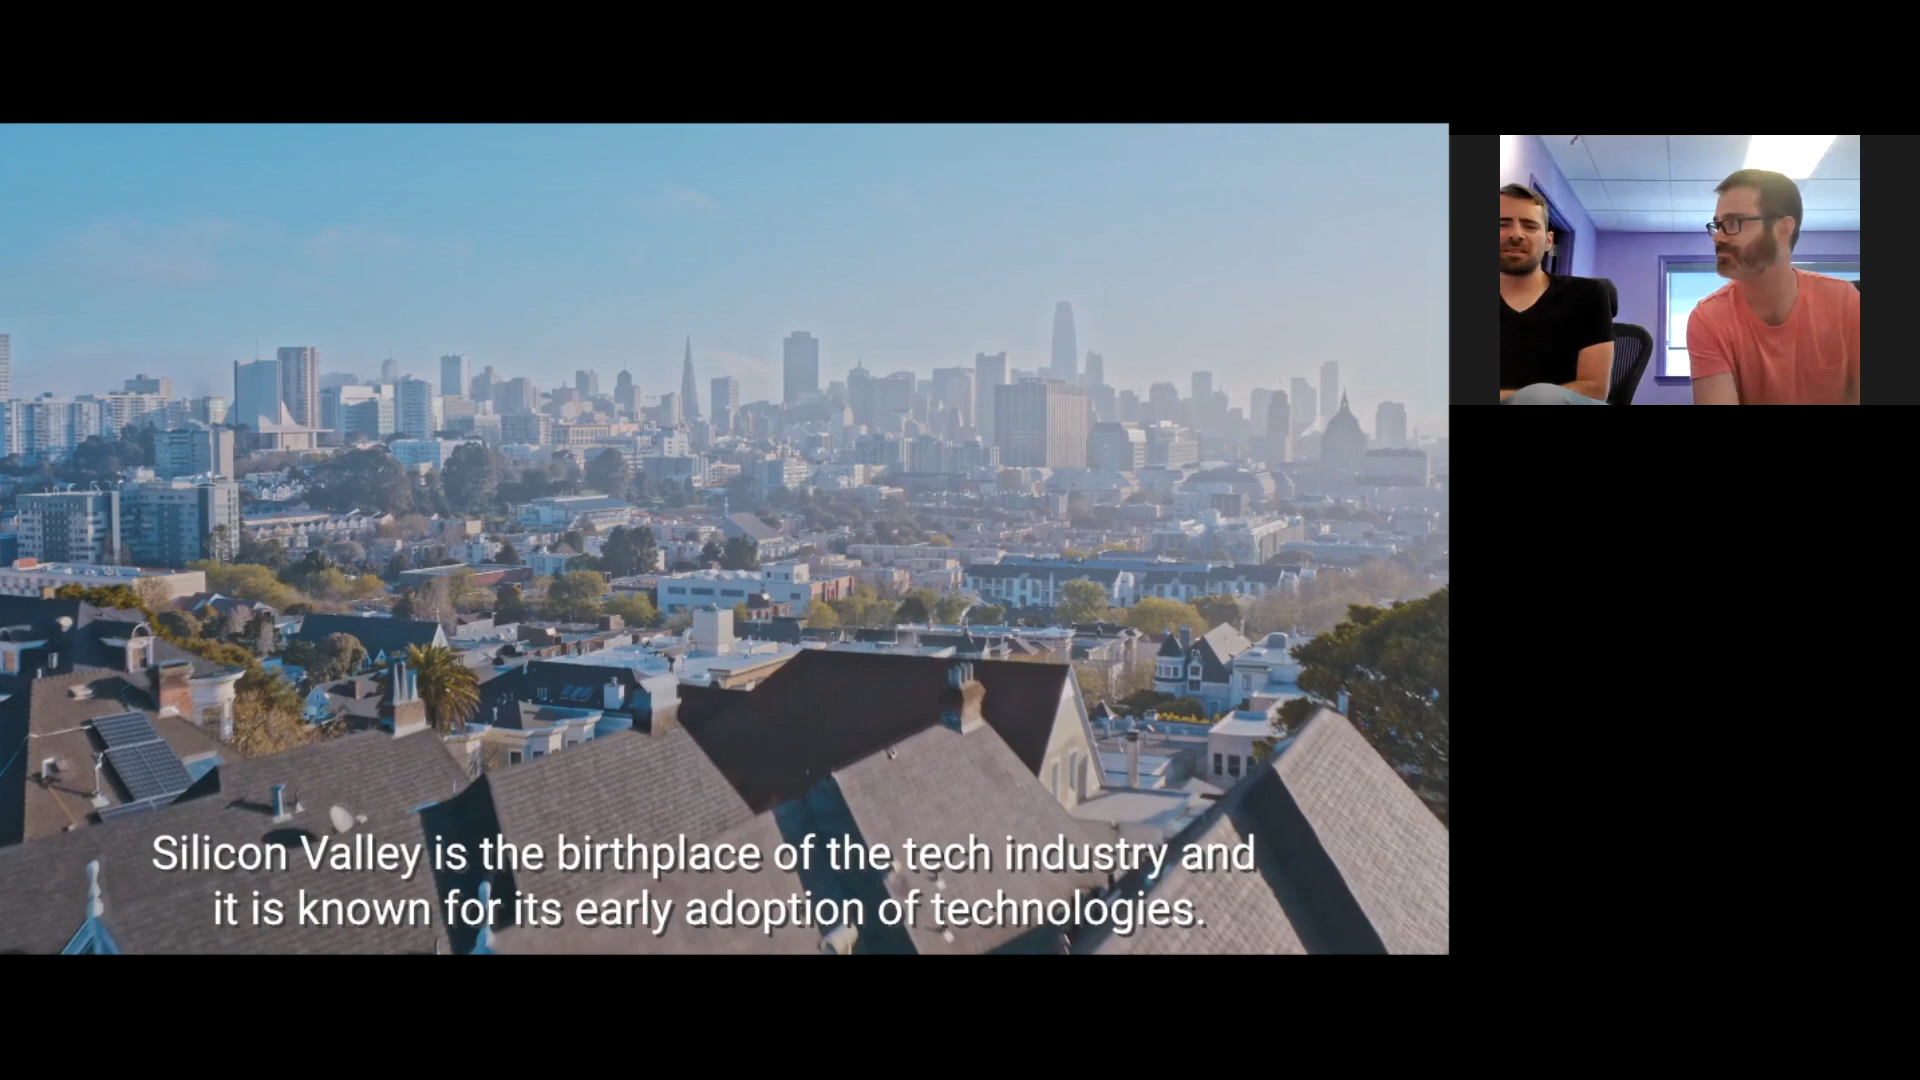 Silicon Valley is the birthplace of the tech industry and
it is known for its early adoption of technologies.